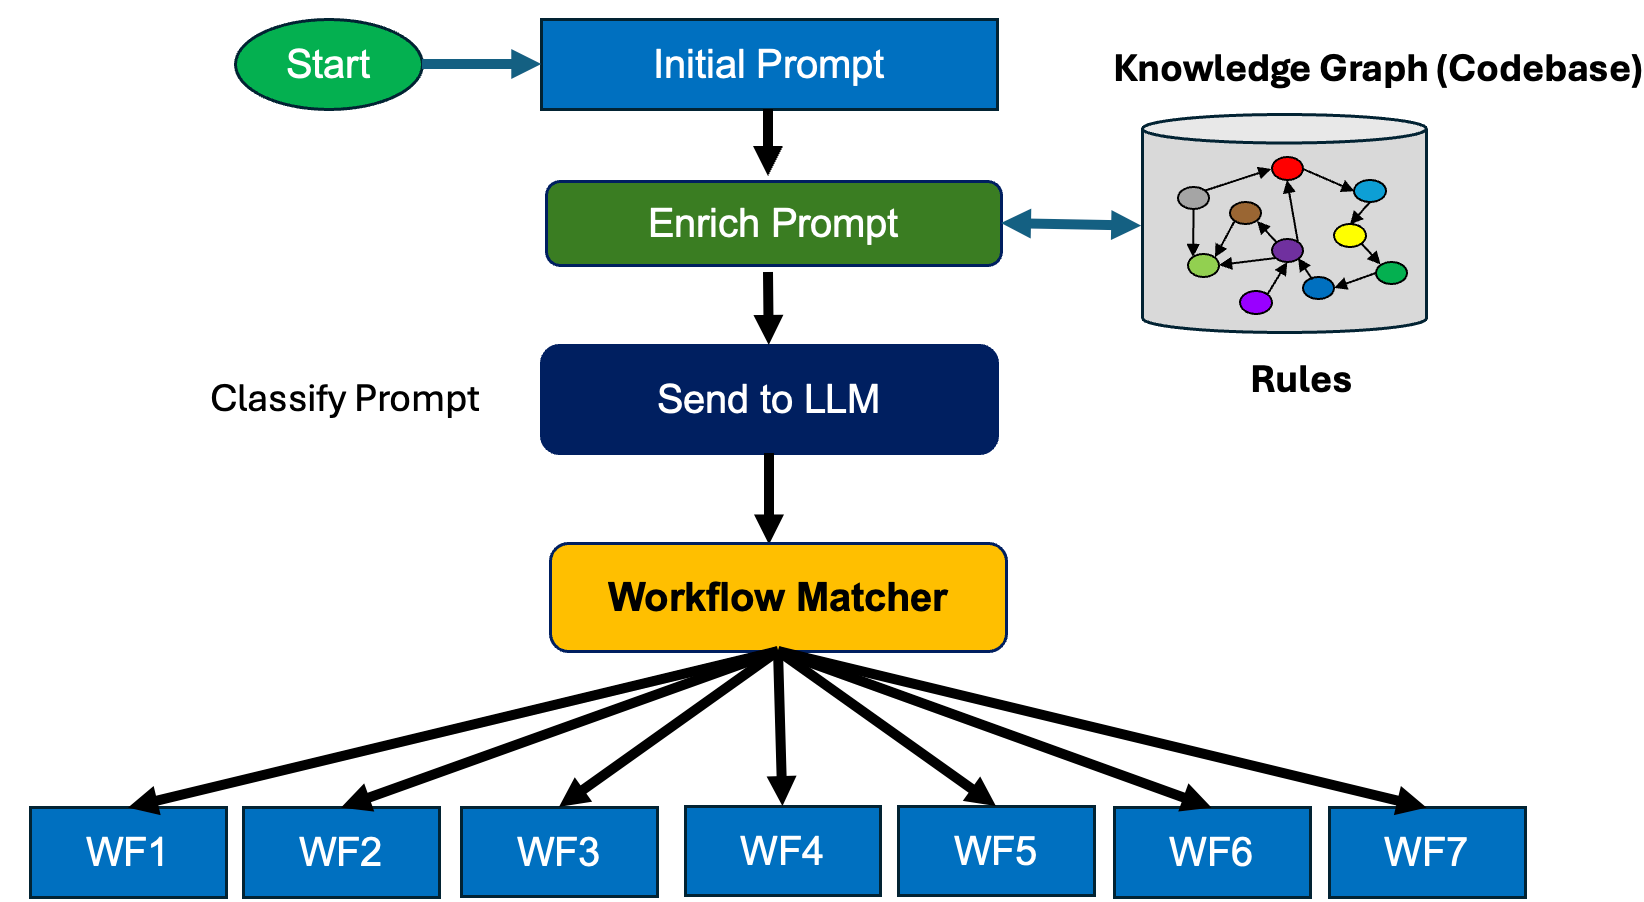 Start
Initial Prompt
Knowledge Graph (Codebase)
Enrich Prompt
Rules
Classify Prompt
Send to LLM
Workflow Matcher
WF1
WF2
WF3
WF4
WF5
WF6
WF7